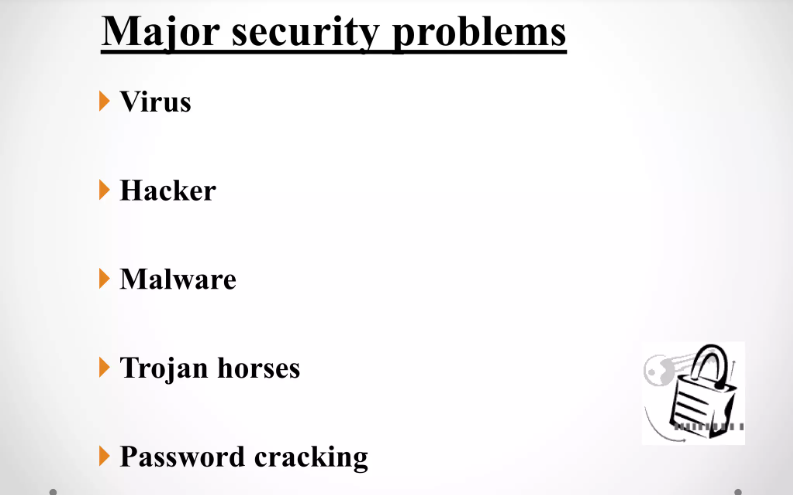 Major security problems
Virus
Hacker
Malware
Trojan horses
Password cracking